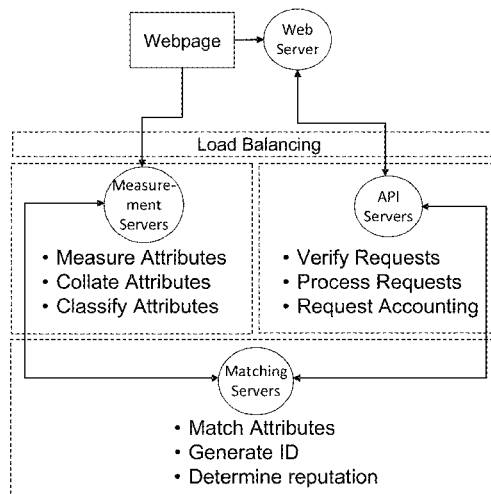 Webpage
Web
Server
Load Balancing
Measure-
ment
Servers
• Measure Attributes
• Collate Attributes
• Classify Attributes
API
Servers
• Verify Requests
• Process Requests
• Request Accounting
Matching
Servers
• Match Attributes
• Generate ID
• Determine reputation